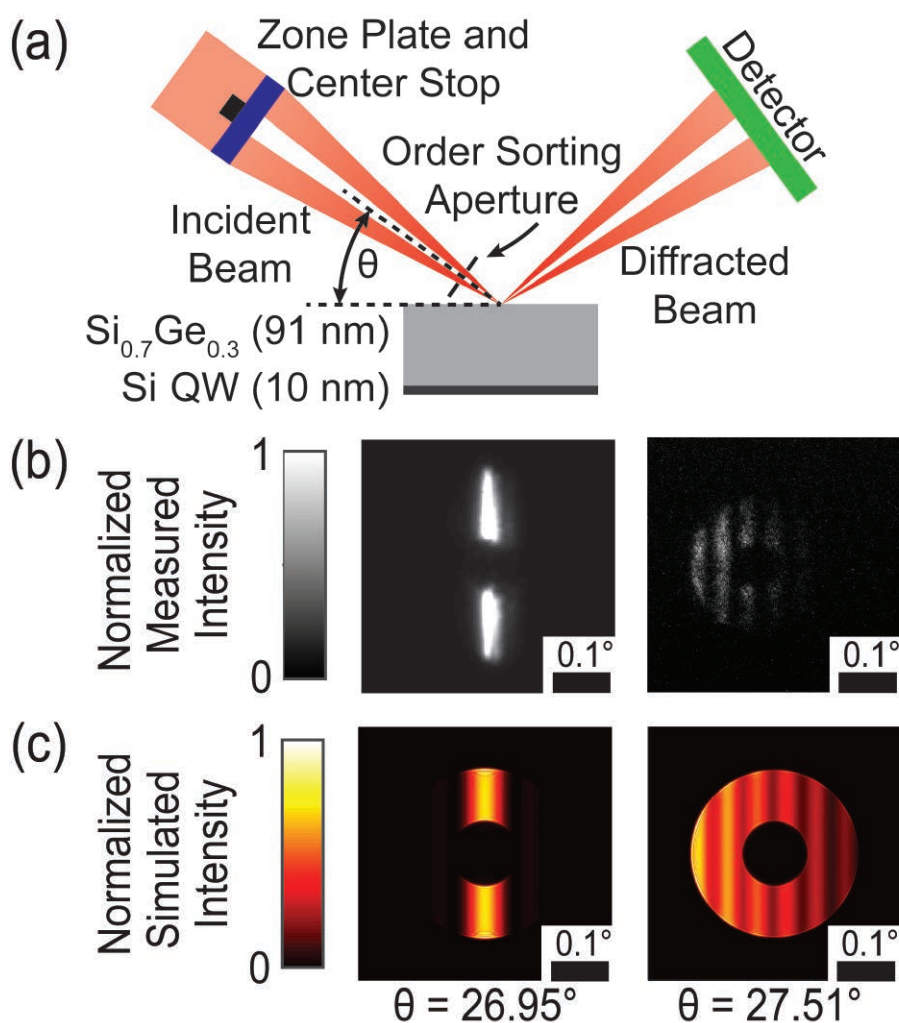 (a)
Zone Plate and
Center Stop
Detector
Order Sorting
Aperture
Incident
Beam
θ
Diffracted
Beam
Si0.7Ge0.3 (91 nm)
Si QW (10 nm)
(b)
Normalized
Measured
Intensity
1
0
0.1°
0.1°
(c)
Normalized
Simulated
Intensity
1
0
0.1°
0.1°
θ = 26.95°
θ = 27.51°